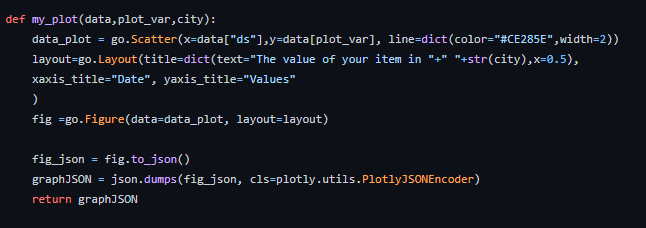 def my_plot(data,plot_var,city):
    data_plot = go.Scatter(x=data["ds"],y=data[plot_var], line=dict(color="#CE285E",width=2))
    layout=go.Layout(title=dict(text="The value of your item in "+" "+str(city),x=0.5),
    xaxis_title="Date", yaxis_title="Values"
    )
    fig =go.Figure(data=data_plot, layout=layout)

    fig_json = fig.to_json()
    graphJSON = json.dumps(fig_json, cls=plotly.utils.PlotlyJSONEncoder)
    return graphJSON